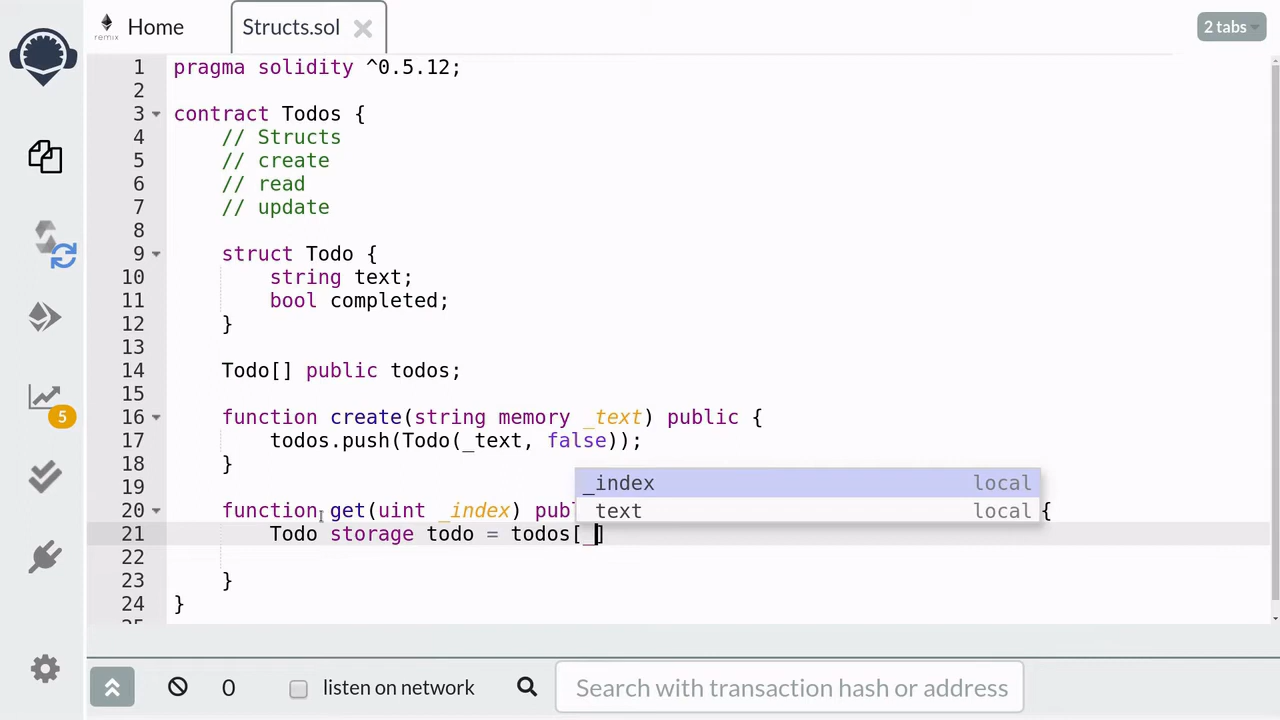 Home
Structs.sol
2 tabs
remix
1 pragma solidity ^0.5.12;
2
3 contract Todos {
4 // Structs
5 // create
6 // read
7 // update
8
9 struct Todo {
10 string text;
11 bool completed;
12 }
13
14 Todo[] public todos;
15
16 function create(string memory _text) public {
17 todos.push(Todo(_text, false));
18 }
19
_index local
text local
20 function get(uint _index) publ {
21 Todo storage todo = todos[_]
22
23 }
24 }
5
0
listen on network
Search with transaction hash or address